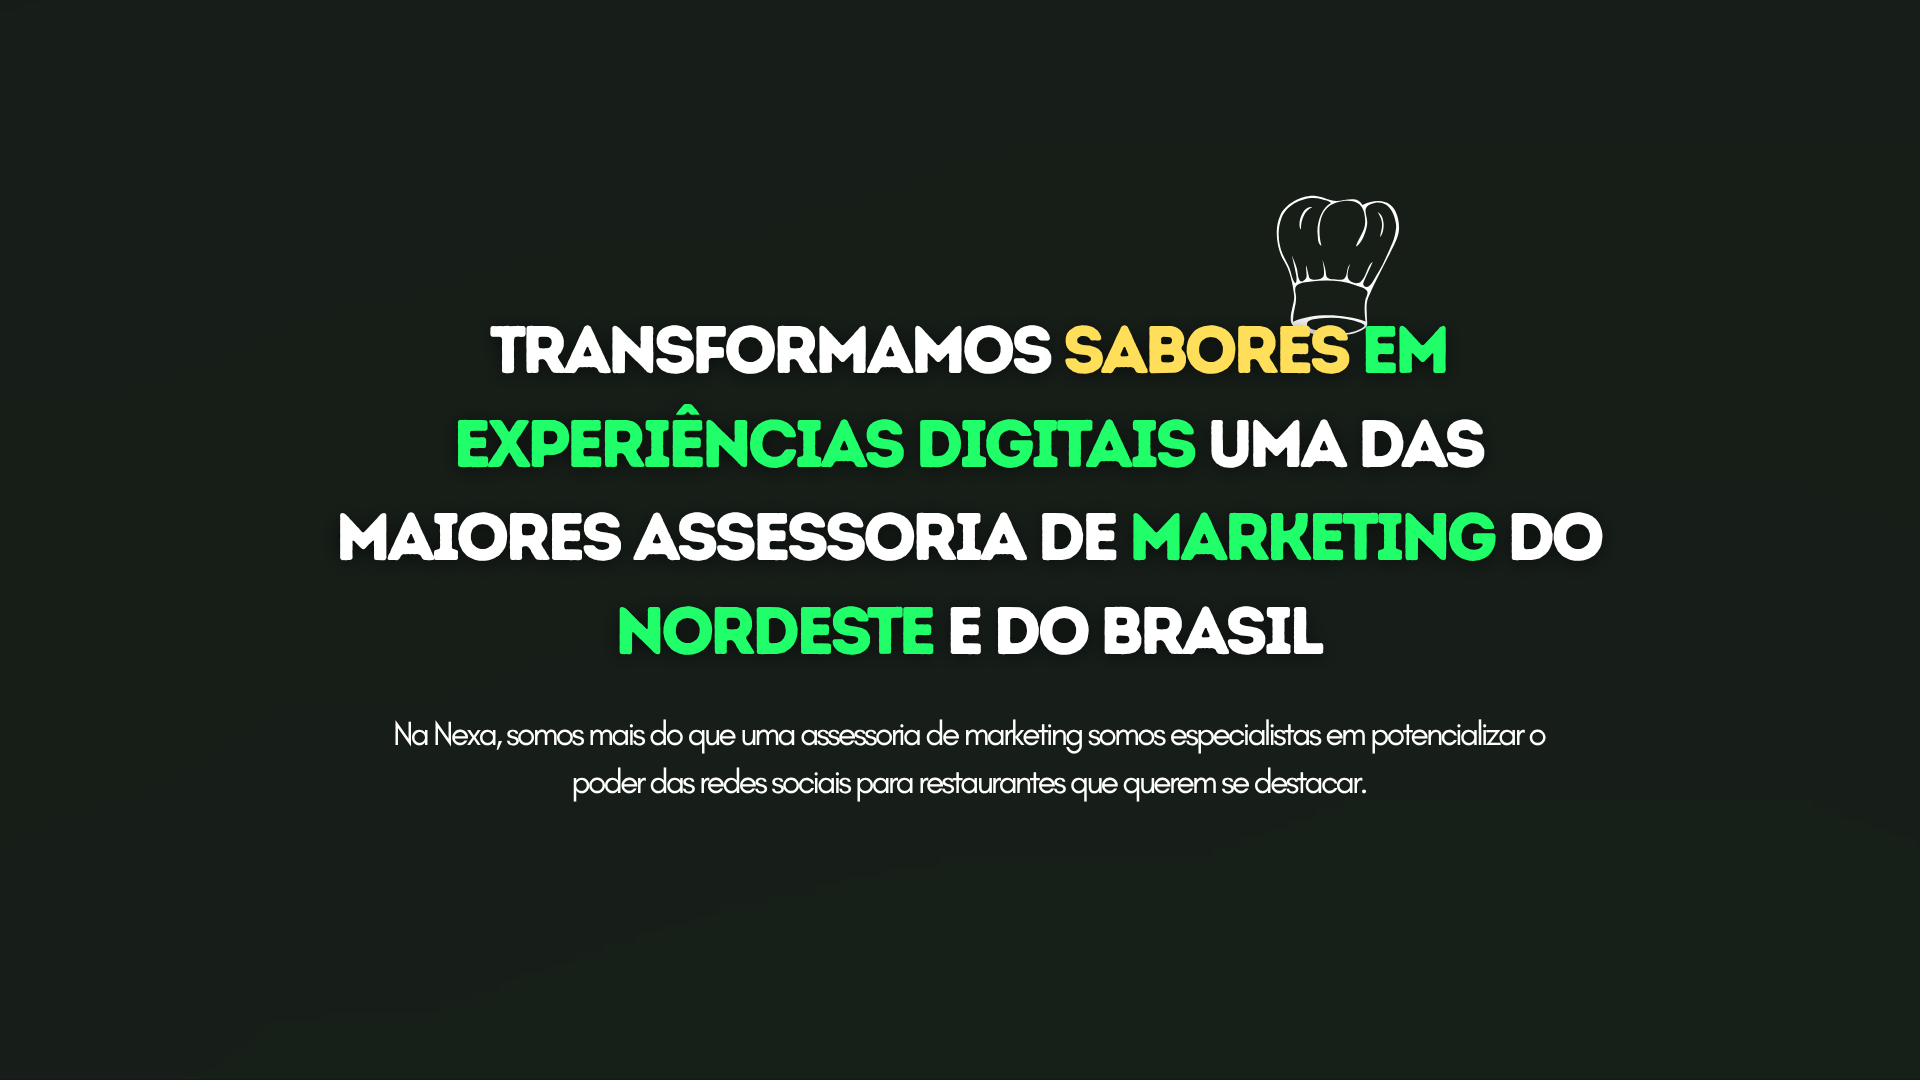 TRANSFORMAMOS SABORES EM
EXPERIÊNCIAS DIGITAIS UMA DAS
MAIORES ASSESSORIA DE MARKETING DO
NORDESTE E DO BRASIL
Na Nexa, somos mais do que uma assessoria de marketing somos especialistas em potencializar o
poder das redes sociais para restaurantes que querem se destacar.